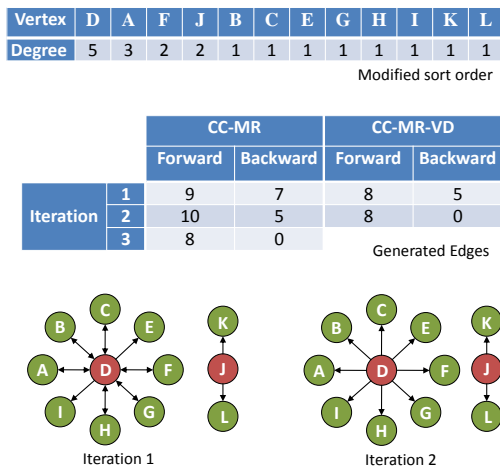 Vertex D A F J B C E G H I K L
Degree 5 3 2 2 1 1 1 1 1 1 1 1
Modified sort order
CC-MR CC-MR-VD
Forward Backward Forward Backward
Iteration 1 9 7 8 5
2 10 5 8 0
3 8 0
Generated Edges
C K C K
B E B E
A D F J A D F J
I G I G
H L H L
Iteration 1 Iteration 2